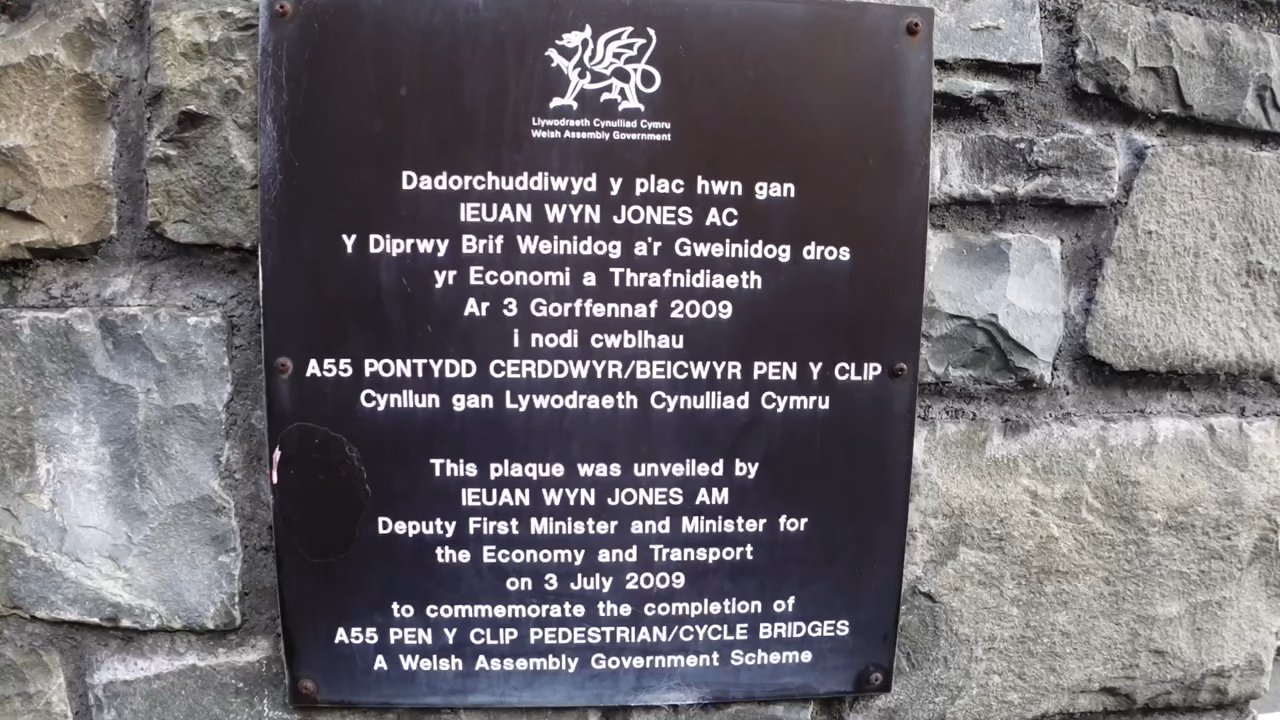 Llywodraeth Cynulliad Cymru
Welsh Assembly Government
Dadorchuddiwyd y plac hwn gan
IEUAN WYN JONES AC
Y Diprwy Brif Weinidog a'r Gweinidog dros
yr Economi a Thrafnidiaeth
Ar 3 Gorffennaf 2009
i nodi cwblhau
A55 PONTYDD CERDDWYR/BEICWYR PEN Y CLIP
Cynllun gan Lywodraeth Cynulliad Cymru
This plaque was unveiled by
IEUAN WYN JONES AM
Deputy First Minister and Minister for
the Economy and Transport
on 3 July 2009
to commemorate the completion of
A55 PEN Y CLIP PEDESTRIAN/CYCLE BRIDGES
A Welsh Assembly Government Scheme